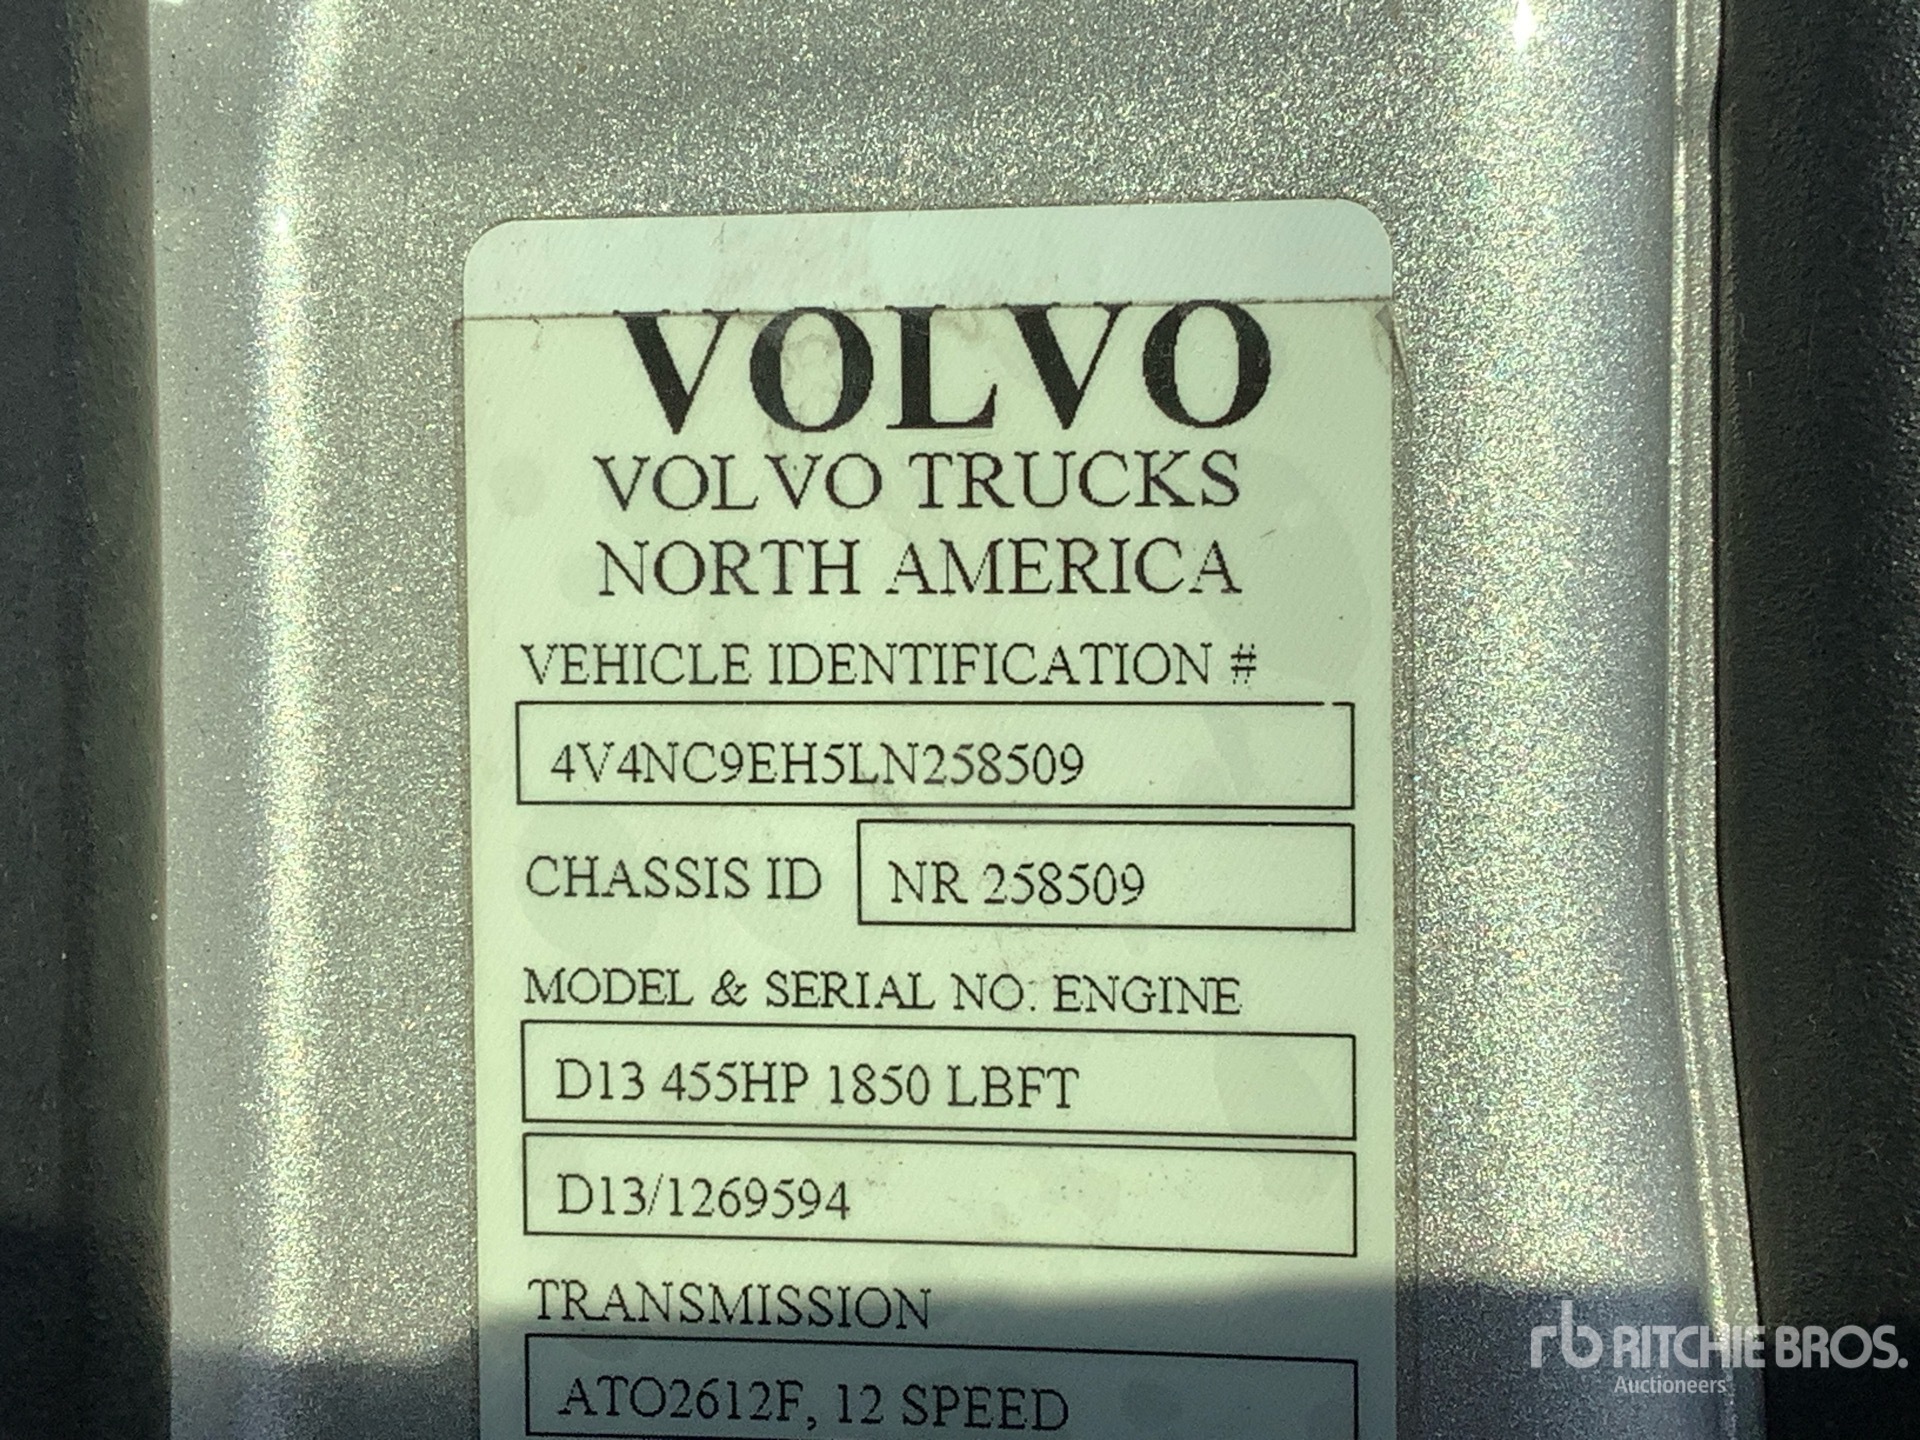 VOLVO
VOLVO TRUCKS
NORTH AMERICA
VEHICLE IDENTIFICATION #
4V4NC9EH5LN258509
CHASSIS ID NR 258509
MODEL & SERIAL NO. ENGINE
D13 455HP 1850 LBFT
D13/1269594
TRANSMISSION
ATO2612F, 12 SPEED
rb RITCHIE BROS.
Auctioneers